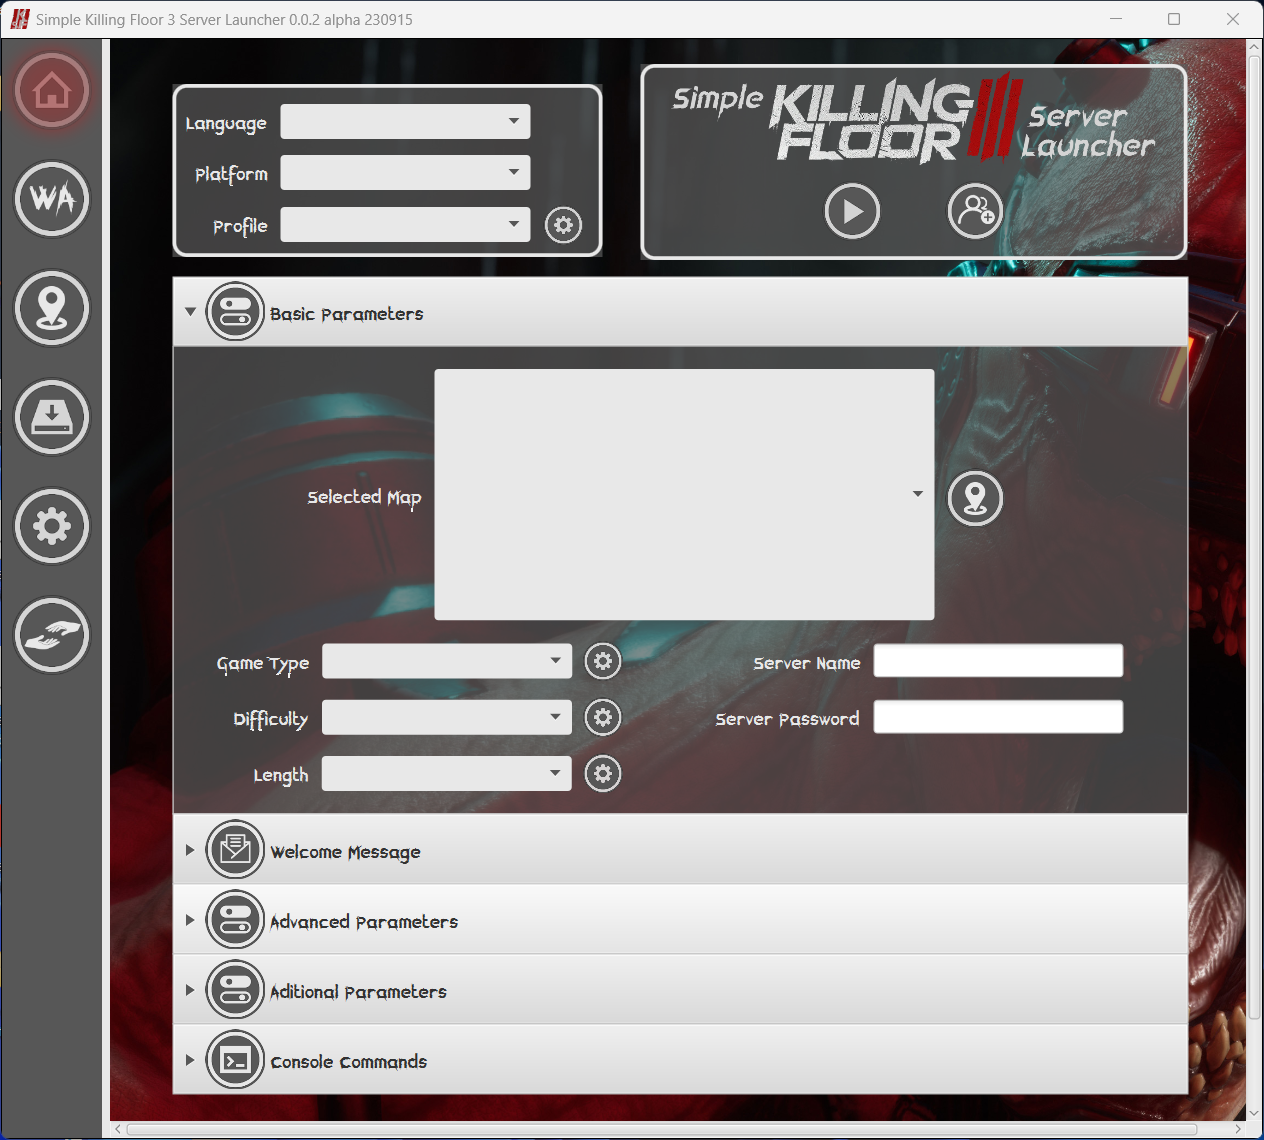 Simple Killing Floor 3 Server Launcher 0.0.2 alpha 230915
Language
Platform
Profile
Simple KILLING FLOOR III Server Launcher
WA
Basic Parameters
Selected Map
Game Type
Server Name
Difficulty
Server Password
Length
Welcome Message
Advanced Parameters
Aditional Parameters
Console Commands